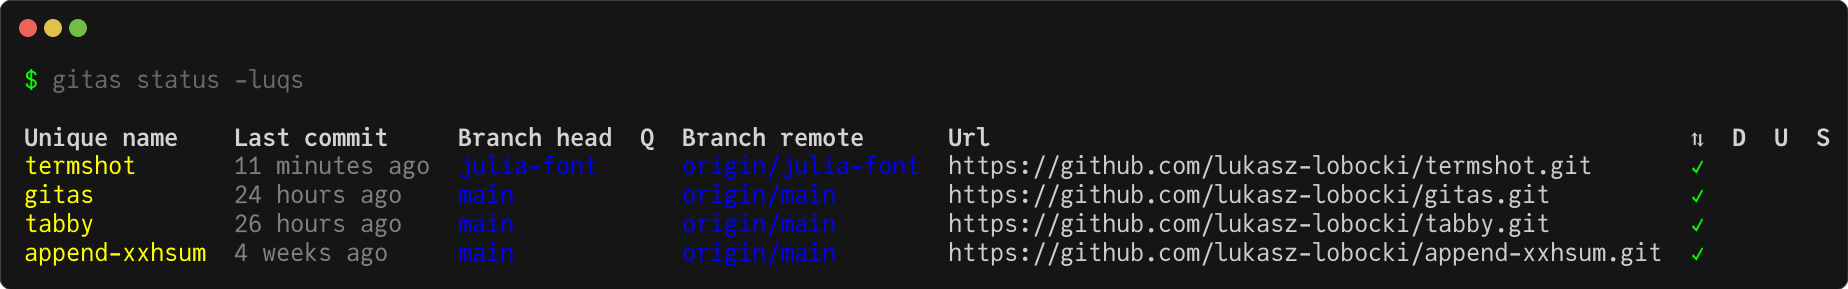 $ gitas status -luqs
Unique name Last commit Branch head Q Branch remote Url ⇅ D U S
termshot 11 minutes ago julia-font origin/julia-font https://github.com/lukasz-lobocki/termshot.git ✓
gitas 24 hours ago main origin/main https://github.com/lukasz-lobocki/gitas.git ✓
tabby 26 hours ago main origin/main https://github.com/lukasz-lobocki/tabby.git ✓
append-xxhsum 4 weeks ago main origin/main https://github.com/lukasz-lobocki/append-xxhsum.git ✓